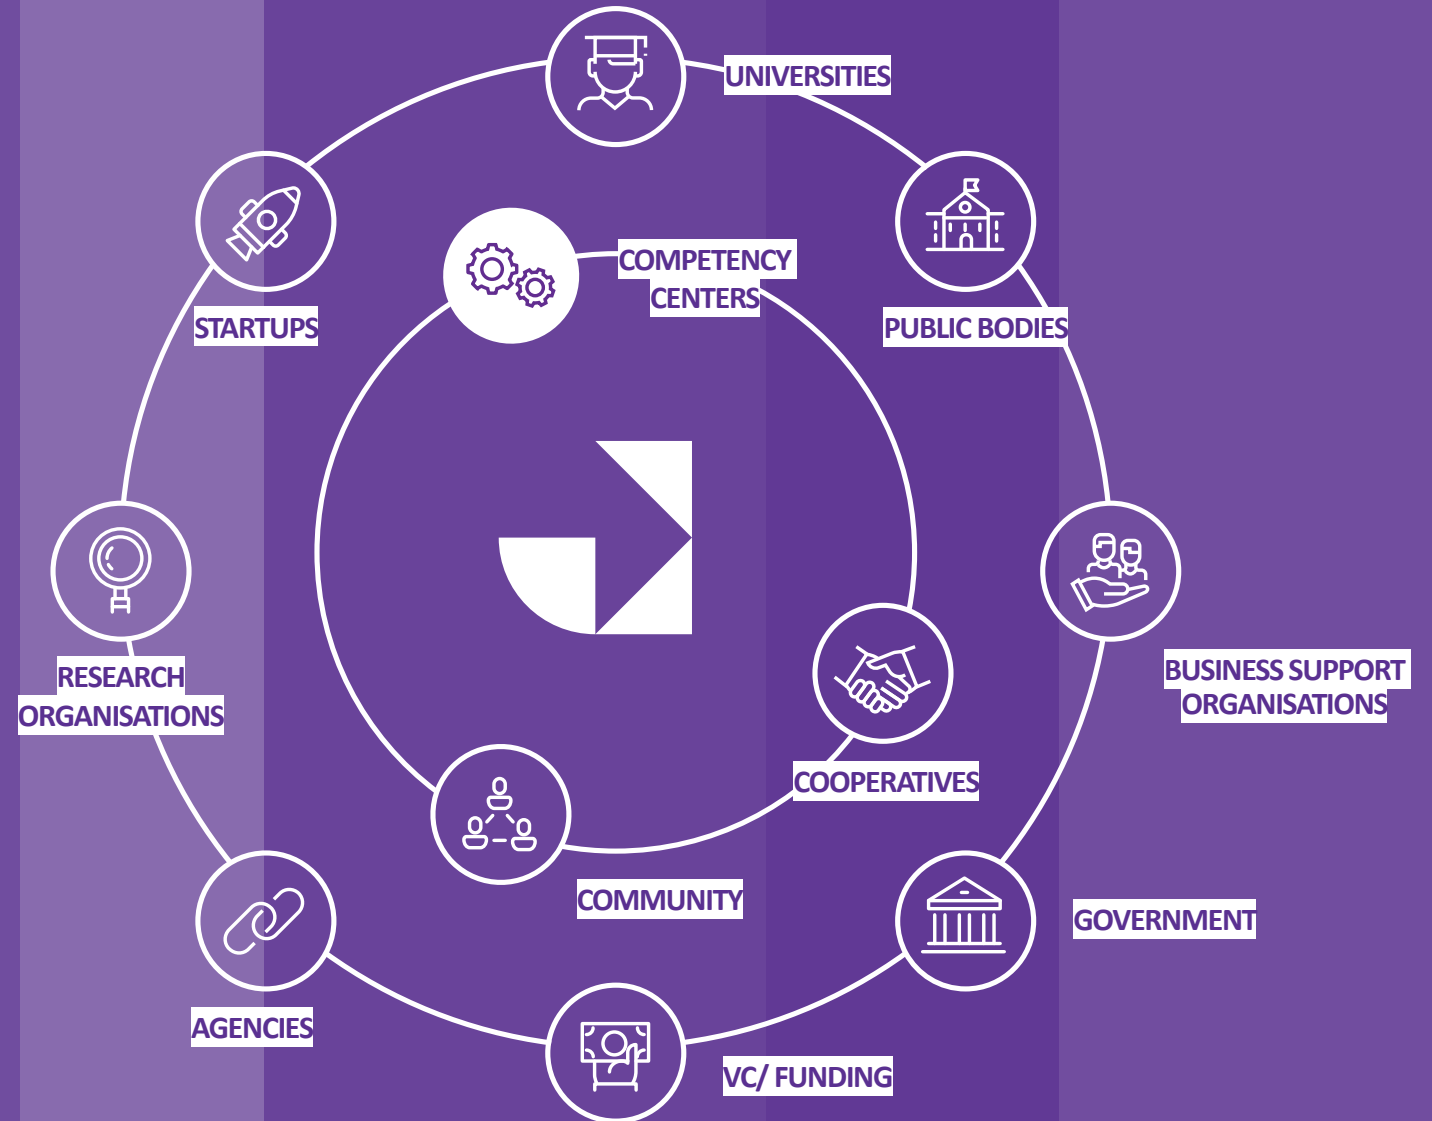 UNIVERSITIES
COMPETENCY
CENTERS
STARTUPS
PUBLIC BODIES
RESEARCH
ORGANISATIONS
BUSINESS SUPPORT
ORGANISATIONS
COOPERATIVES
COMMUNITY
GOVERNMENT
AGENCIES
VC/ FUNDING